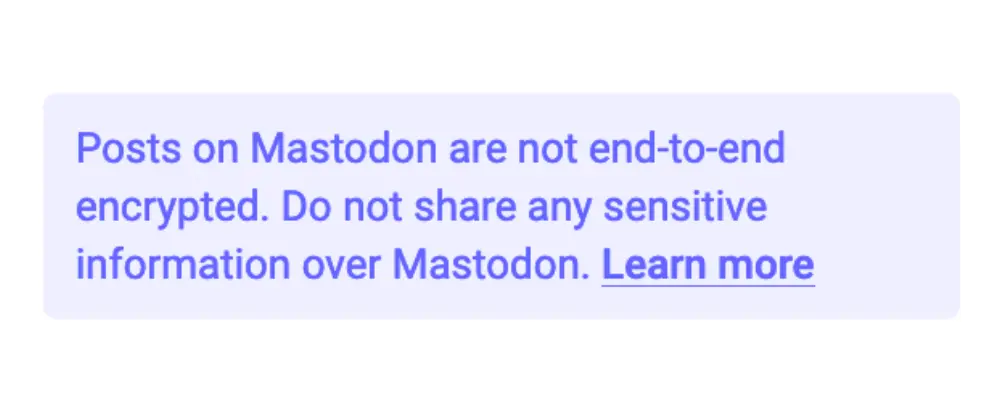 Posts on Mastodon are not end-to-end
encrypted. Do not share any sensitive
information over Mastodon. Learn more